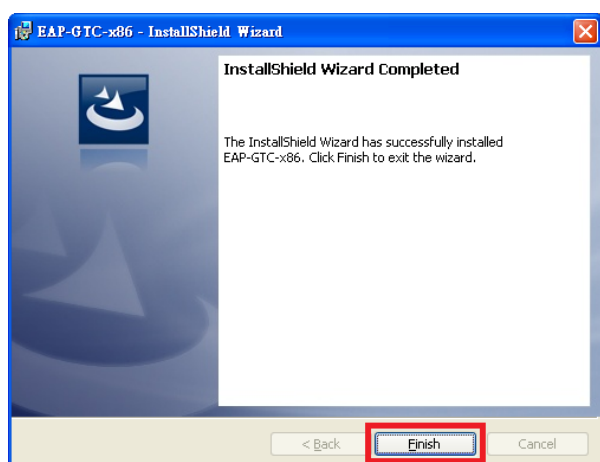 EAP-GTC-x86 - InstallShield Wizard
InstallShield Wizard Completed
The InstallShield Wizard has successfully installed
EAP-GTC-x86. Click Finish to exit the wizard.
< Back
Finish
Cancel